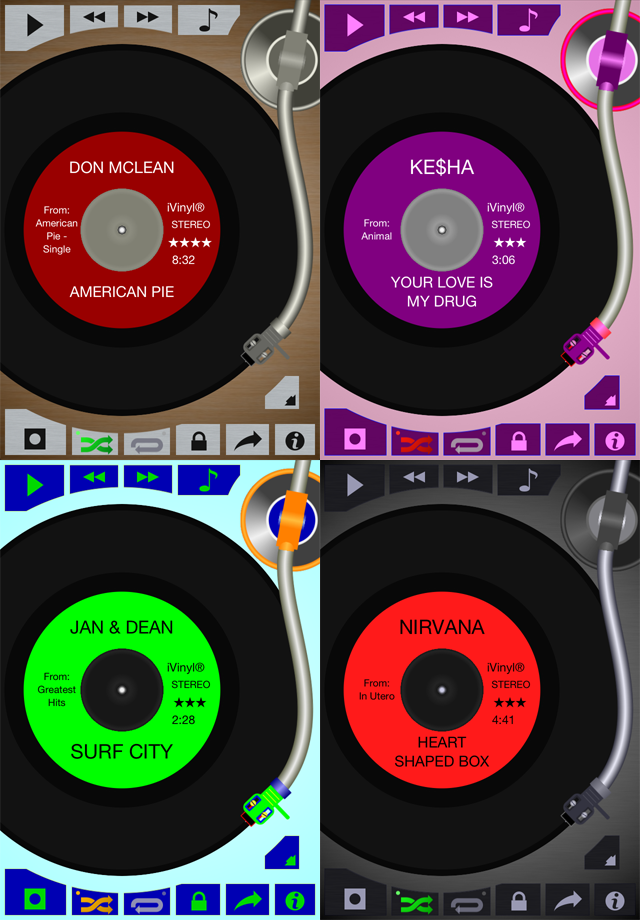 DON MCLEAN
From:
American
Pie -
Single
iVinyl®
STEREO
★★★★
8:32
AMERICAN PIE
KE$HA
From:
Animal
iVinyl®
STEREO
★★★
3:06
YOUR LOVE IS
MY DRUG
JAN & DEAN
From:
Greatest
Hits
iVinyl®
STEREO
★★★
2:28
SURF CITY
NIRVANA
From:
In Utero
iVinyl®
STEREO
★★★
4:41
HEART
SHAPED BOX